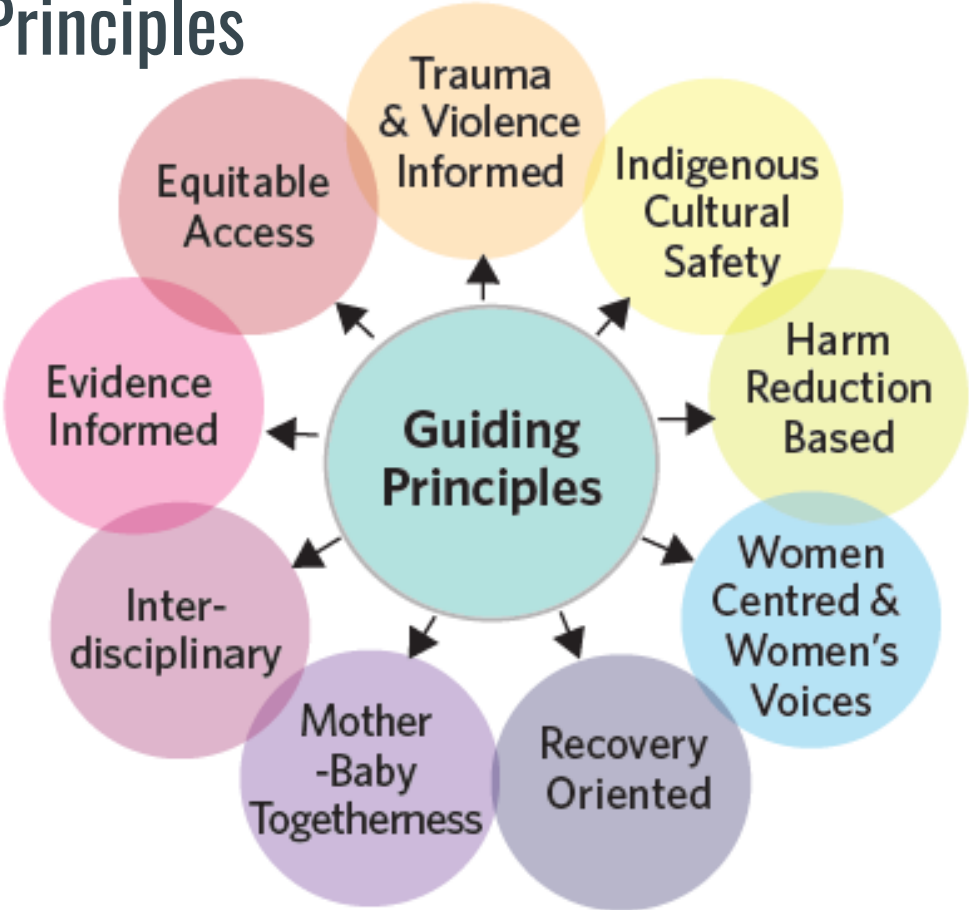 Principles
Trauma
& Violence
Informed
Indigenous
Cultural
Safety
Harm
Reduction
Based
Women
Centred &
Women's
Voices
Recovery
Oriented
Mother
-Baby
Togetherness
Inter-
disciplinary
Evidence
Informed
Equitable
Access
Guiding
Principles